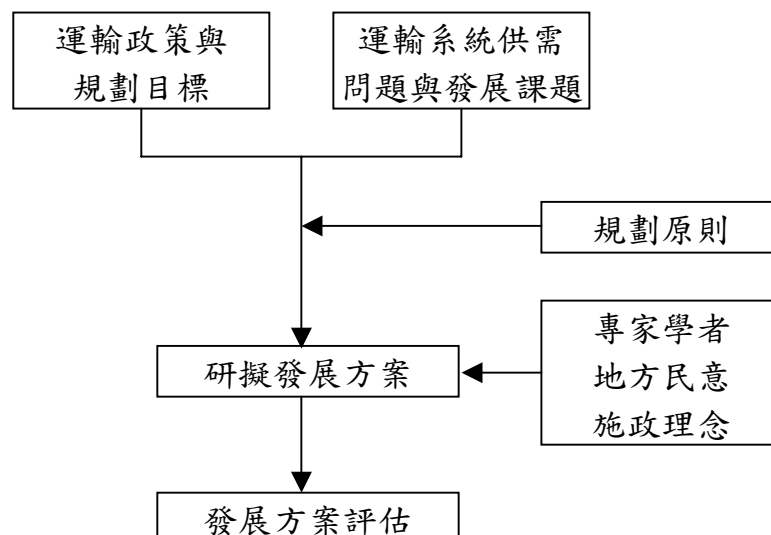 運輸政策與
規劃目標
運輸系統供需
問題與發展課題
規劃原則
專家學者
地方民意
施政理念
研擬發展方案
發展方案評估